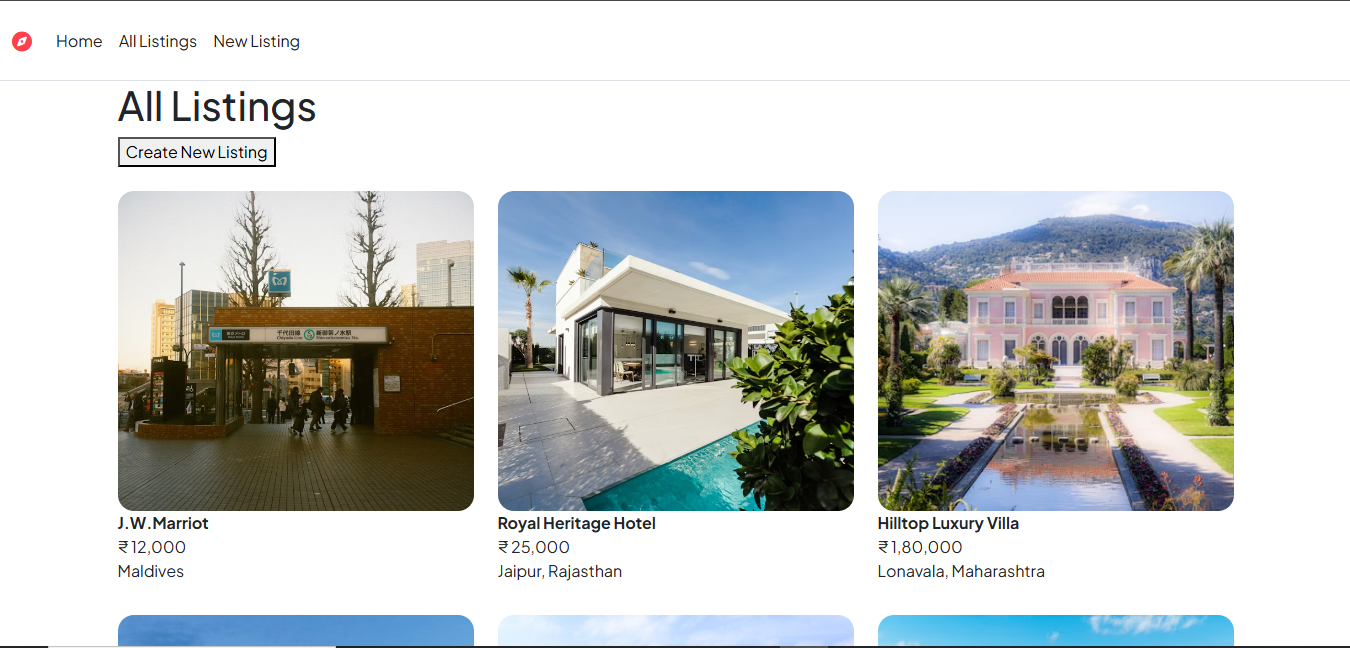 Home All Listings New Listing
All Listings
Create New Listing
千代田線 新御茶ノ水駅
J.W.Marriot
₹ 12,000
Maldives
Royal Heritage Hotel
₹ 25,000
Jaipur, Rajasthan
Hilltop Luxury Villa
₹ 1,80,000
Lonavala, Maharashtra